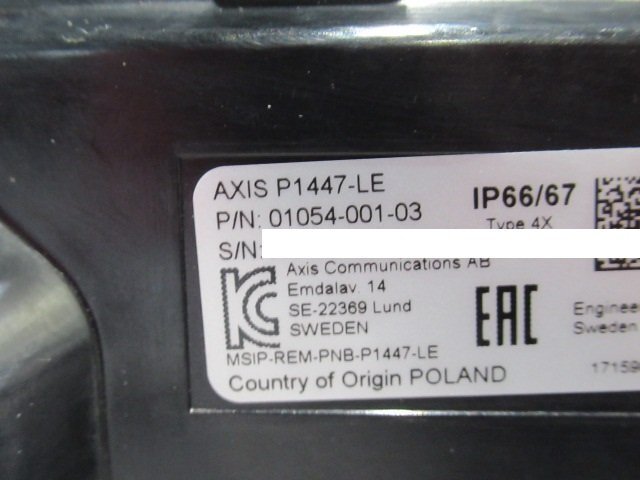 AXIS P1447-LE
P/N: 01054-001-03
S/N:
IP66/67
Type 4X
Axis Communications AB
Emdalav. 14
SE-22369 Lund
SWEDEN
MSIP-REM-PNB-P1447-LE
Country of Origin POLAND
EAC
Sweden